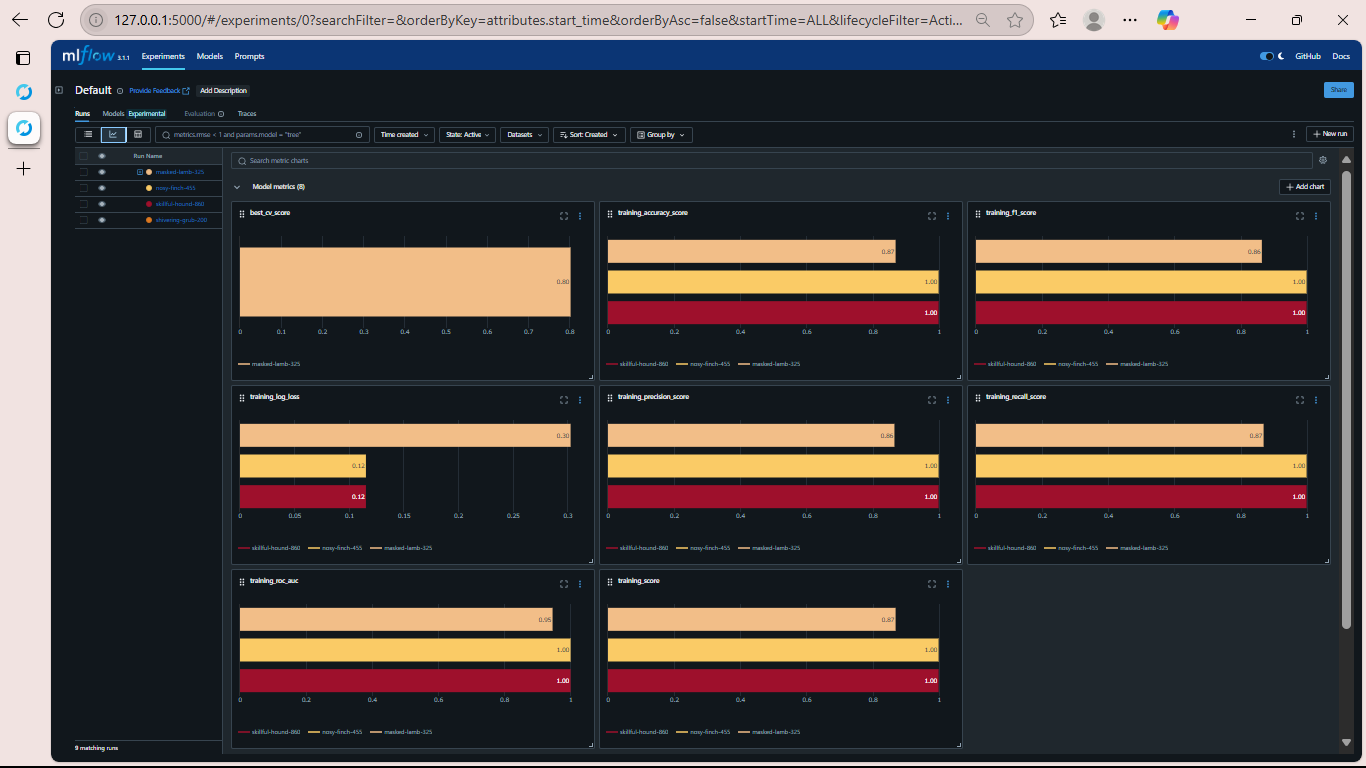 127.0.0.1:5000/#/experiments/0?searchFilter=&orderByKey=attributes.start_time&orderByAsc=false&startTime=ALL&lifecycleFilter=Acti...
mlflow 3.1.1 Experiments Models Prompts GitHub Docs
Default Provide Feedback Add Description Share
Runs Models Experimental Evaluation Traces
metrics.rmse < 1 and params.model = "tree" Time created State: Active Datasets Sort: Created Group by New run
Run Name
masked-lamb-325
nosy-finch-455
skillful-hound-860
shivering-grub-200
9 matching runs
Search metric charts
Model metrics (8) Add chart
best_cv_score
0.80
0 0.1 0.2 0.3 0.4 0.5 0.6 0.7 0.8
masked-lamb-325
training_accuracy_score
0.87
1.00
1.00
0 0.2 0.4 0.6 0.8 1
skillful-hound-860 nosy-finch-455 masked-lamb-325
training_f1_score
0.86
1.00
1.00
0 0.2 0.4 0.6 0.8 1
skillful-hound-860 nosy-finch-455 masked-lamb-325
training_log_loss
0.30
0.12
0.12
0 0.05 0.1 0.15 0.2 0.25 0.3
skillful-hound-860 nosy-finch-455 masked-lamb-325
training_precision_score
0.86
1.00
1.00
0 0.2 0.4 0.6 0.8 1
skillful-hound-860 nosy-finch-455 masked-lamb-325
training_recall_score
0.87
1.00
1.00
0 0.2 0.4 0.6 0.8 1
skillful-hound-860 nosy-finch-455 masked-lamb-325
training_roc_auc
0.95
1.00
1.00
0 0.2 0.4 0.6 0.8 1
skillful-hound-860 nosy-finch-455 masked-lamb-325
training_score
0.87
1.00
1.00
0 0.2 0.4 0.6 0.8 1
skillful-hound-860 nosy-finch-455 masked-lamb-325